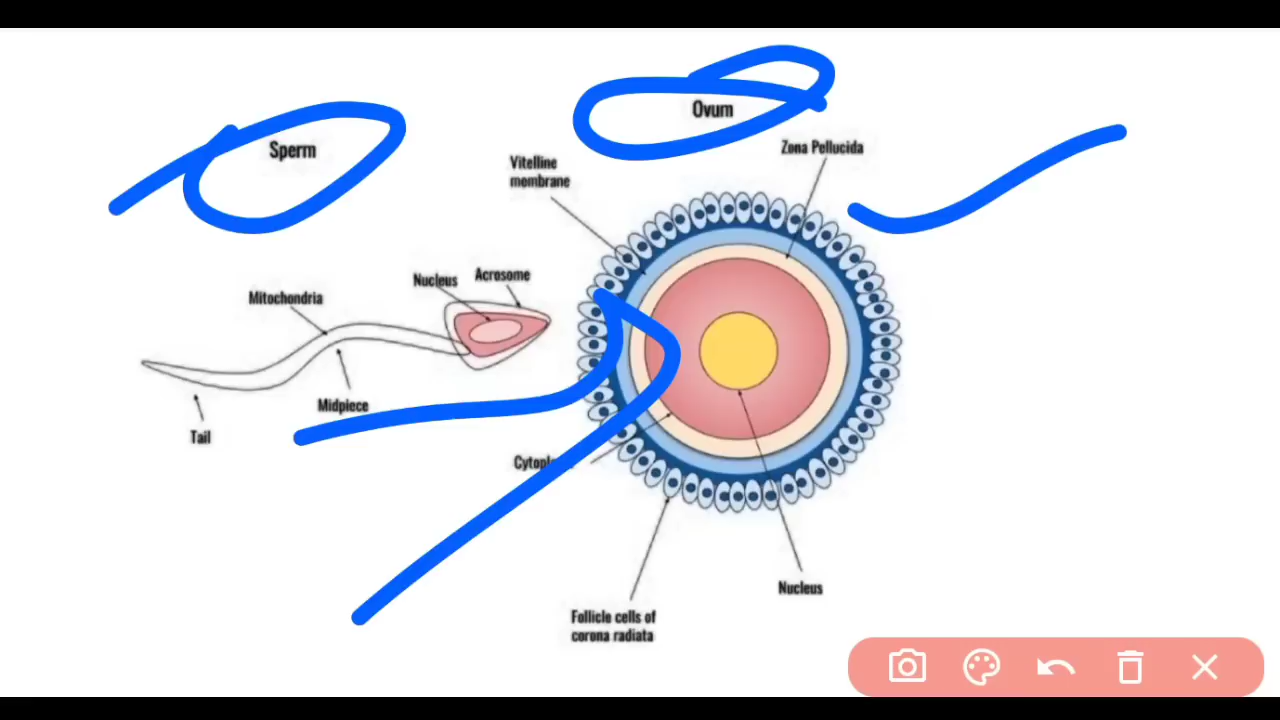 Ovum
Sperm
Zona Pellucida
Vitelline
membrane
Nucleus
Acrosome
Mitochondria
Midpiece
Tail
Nucleus
Follicle cells of
corona radiata